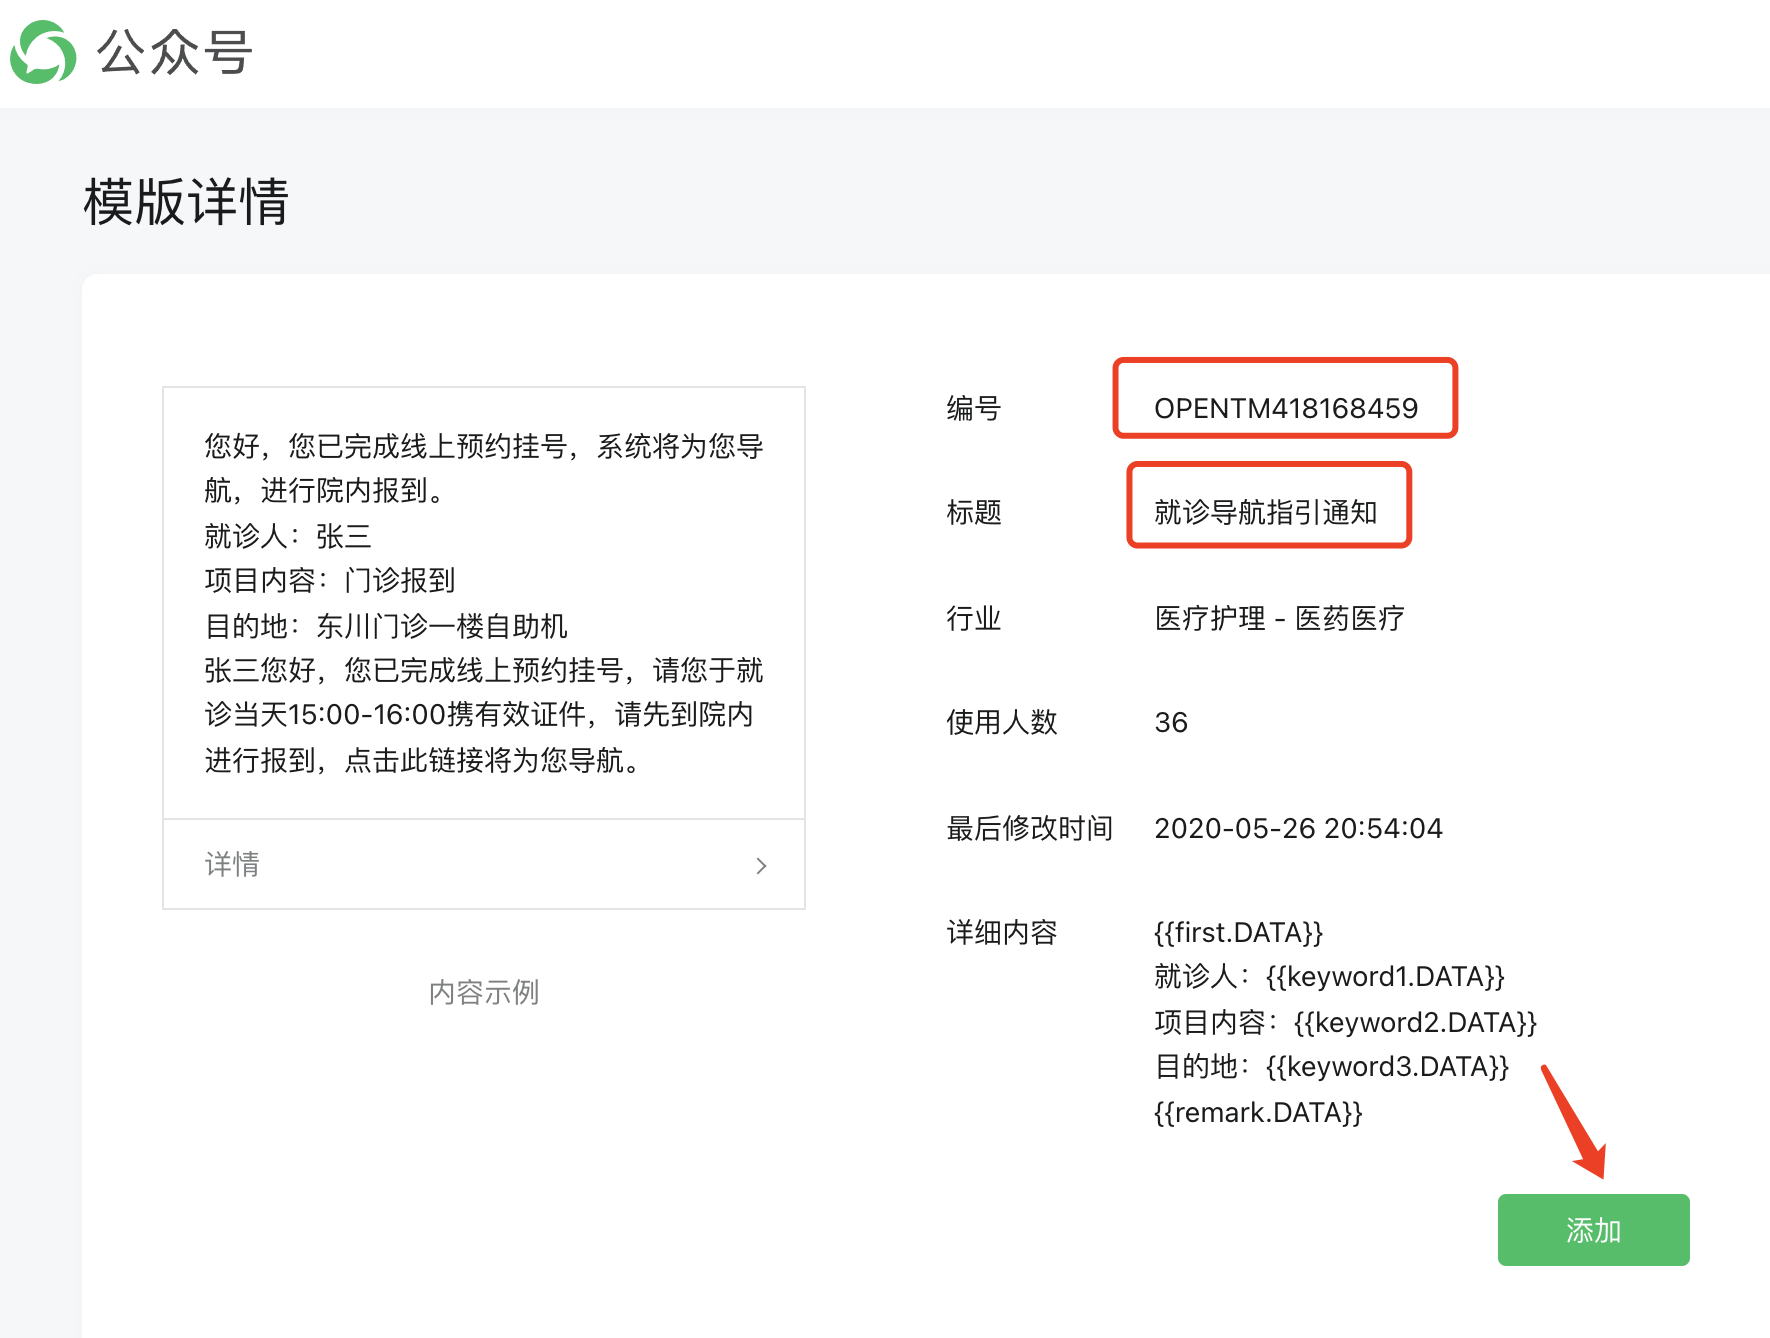 公众号
模版详情
您好，您已完成线上预约挂号，系统将为您导
航，进行院内报到。
就诊人：张三
项目内容：门诊报到
目的地：东川门诊一楼自助机
张三您好，您已完成线上预约挂号，请您于就
诊当天15:00-16:00携有效证件，请先到院内
进行报到，点击此链接将为您导航。
详情
内容示例
编号 OPENTM418168459
标题 就诊导航指引通知
行业 医疗护理 - 医药医疗
使用人数 36
最后修改时间 2020-05-26 20:54:04
详细内容 {{first.DATA}}
就诊人：{{keyword1.DATA}}
项目内容：{{keyword2.DATA}}
目的地：{{keyword3.DATA}}
{{remark.DATA}}
添加